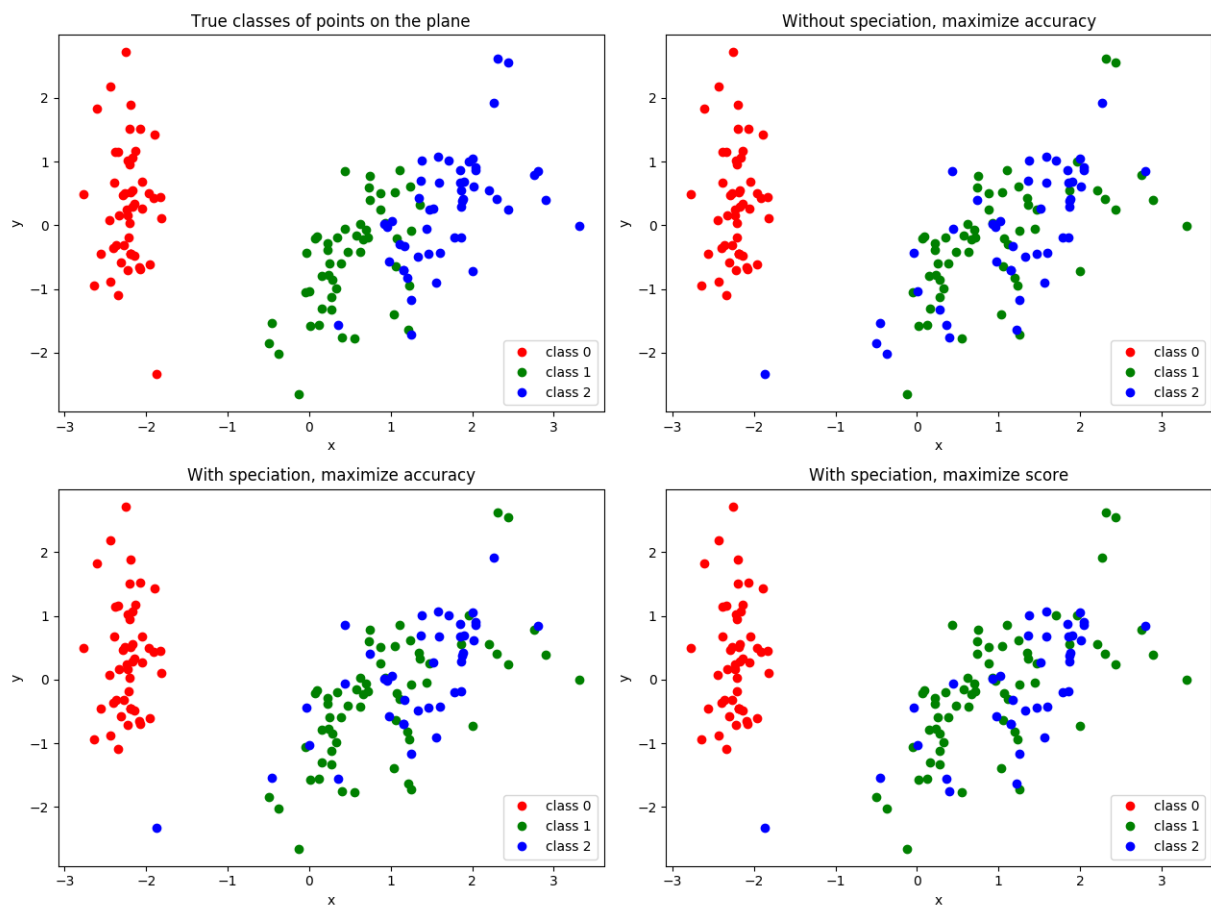 True classes of points on the plane
2
1
0
−1
−2
y
−3
−2
−1
0
1
2
3
x
class 0
class 1
class 2
Without speciation, maximize accuracy
2
1
0
−1
−2
y
−3
−2
−1
0
1
2
3
x
class 0
class 1
class 2
With speciation, maximize accuracy
2
1
0
−1
−2
y
−3
−2
−1
0
1
2
3
x
class 0
class 1
class 2
With speciation, maximize score
2
1
0
−1
−2
y
−3
−2
−1
0
1
2
3
x
class 0
class 1
class 2